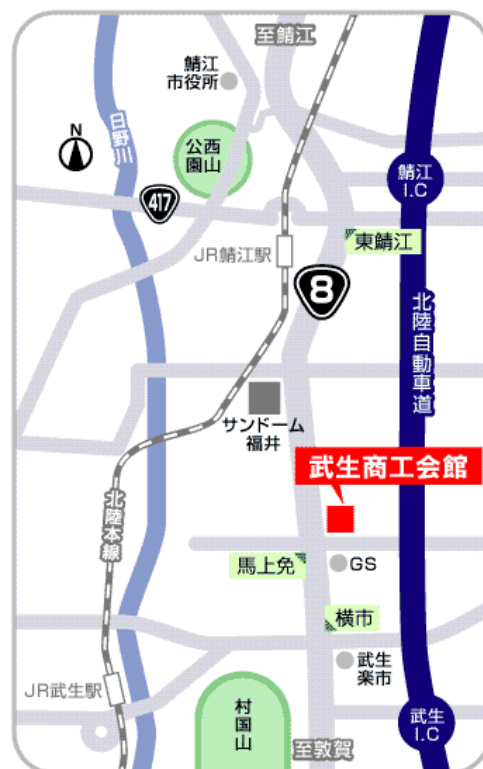 至鯖江
鯖江
市役所
N
日野川
公西
園山
417
鯖江
I.C
東鯖江
JR鯖江駅
8
北陸自動車道
サンドーム
福井
武生商工会館
北陸本線
馬上免
GS
横市
武生
楽市
JR武生駅
村国山
武生
I.C
至敦賀